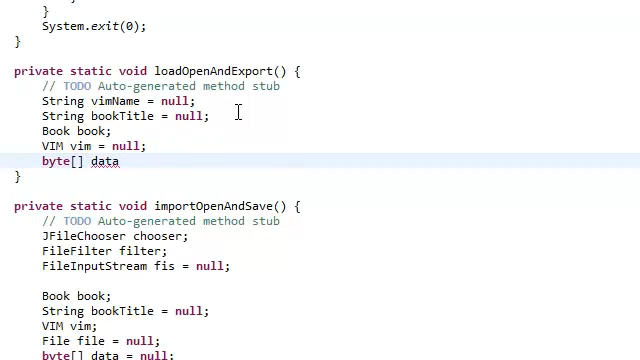 }
System.exit(0);
}
private static void loadOpenAndExport() {
// TODO Auto-generated method stub
String vimName = null;
String bookTitle = null;
Book book;
VIM vim = null;
byte[] data
}
private static void importOpenAndSave() {
// TODO Auto-generated method stub
JFileChooser chooser;
FileFilter filter;
FileInputStream fis = null;
Book book;
String bookTitle = null;
VIM vim;
File file = null;
byte[] data = null;